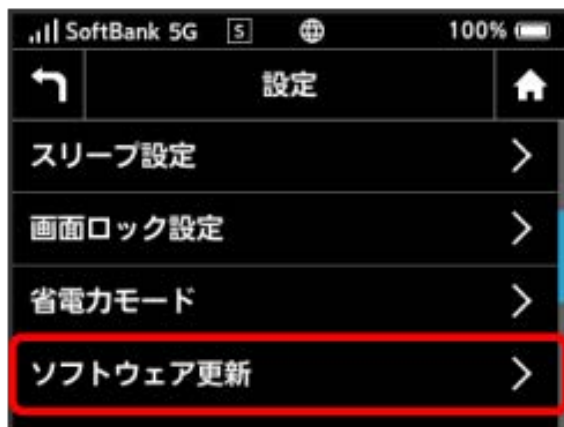 SoftBank 5G S 100%
設定
スリープ設定
画面ロック設定
省電力モード
ソフトウェア更新